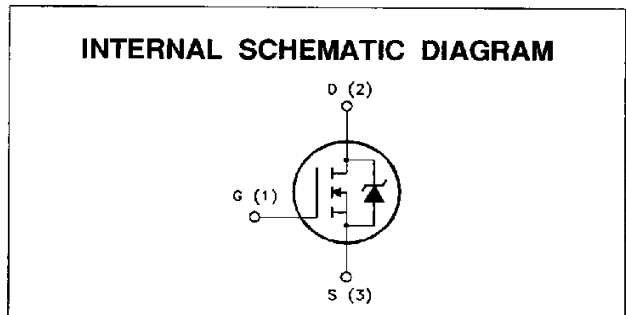 INTERNAL SCHEMATIC DIAGRAM
D (2)
G (1)
S (3)